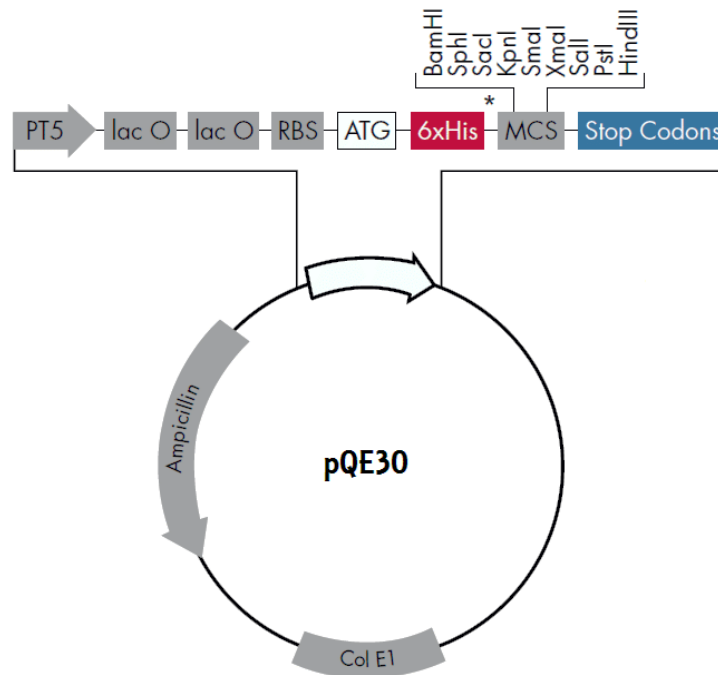 BamHI
SphI
SacI
KpnI
SmaI
XmaI
SalI
PstI
HindIII
*
PT5
lac O
lac O
RBS
ATG
6xHis
MCS
Stop Codons
Ampicillin
pQE30
Col E1